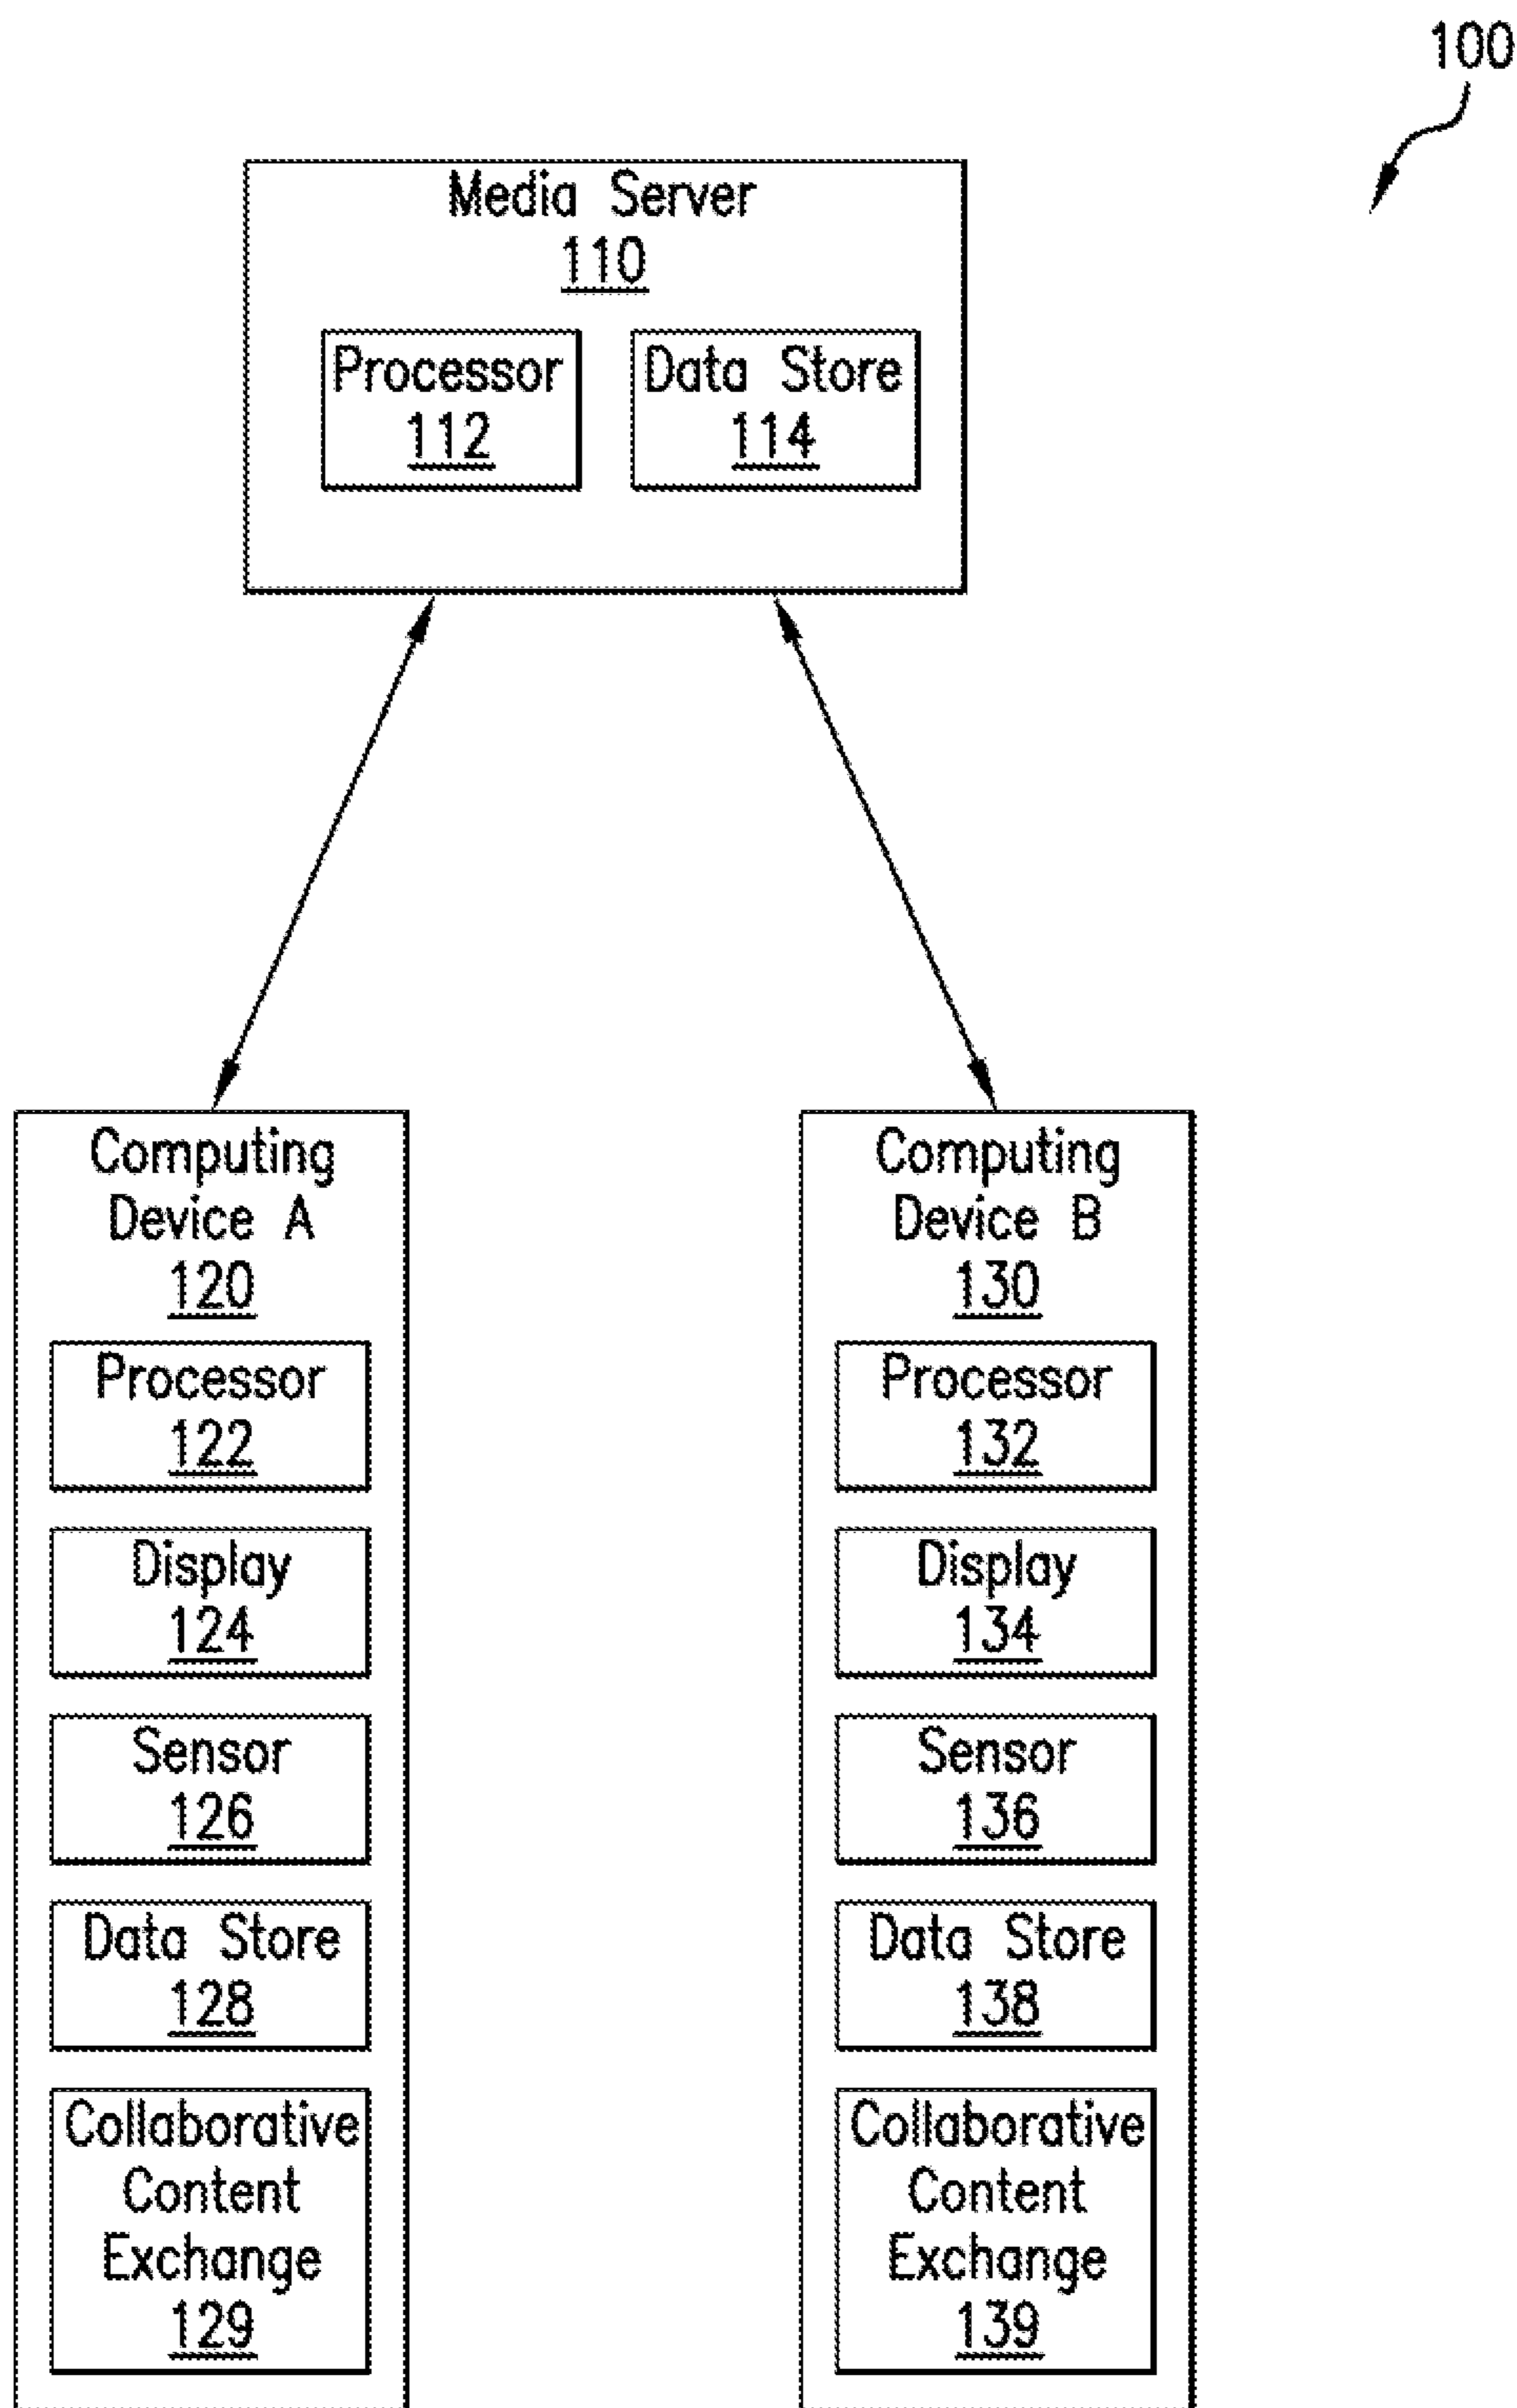 100
Media Server
110
Processor
112
Data Store
114
Computing
Device A
120
Processor
122
Display
124
Sensor
126
Data Store
128
Collaborative
Content
Exchange
129
Computing
Device B
130
Processor
132
Display
134
Sensor
136
Data Store
138
Collaborative
Content
Exchange
139